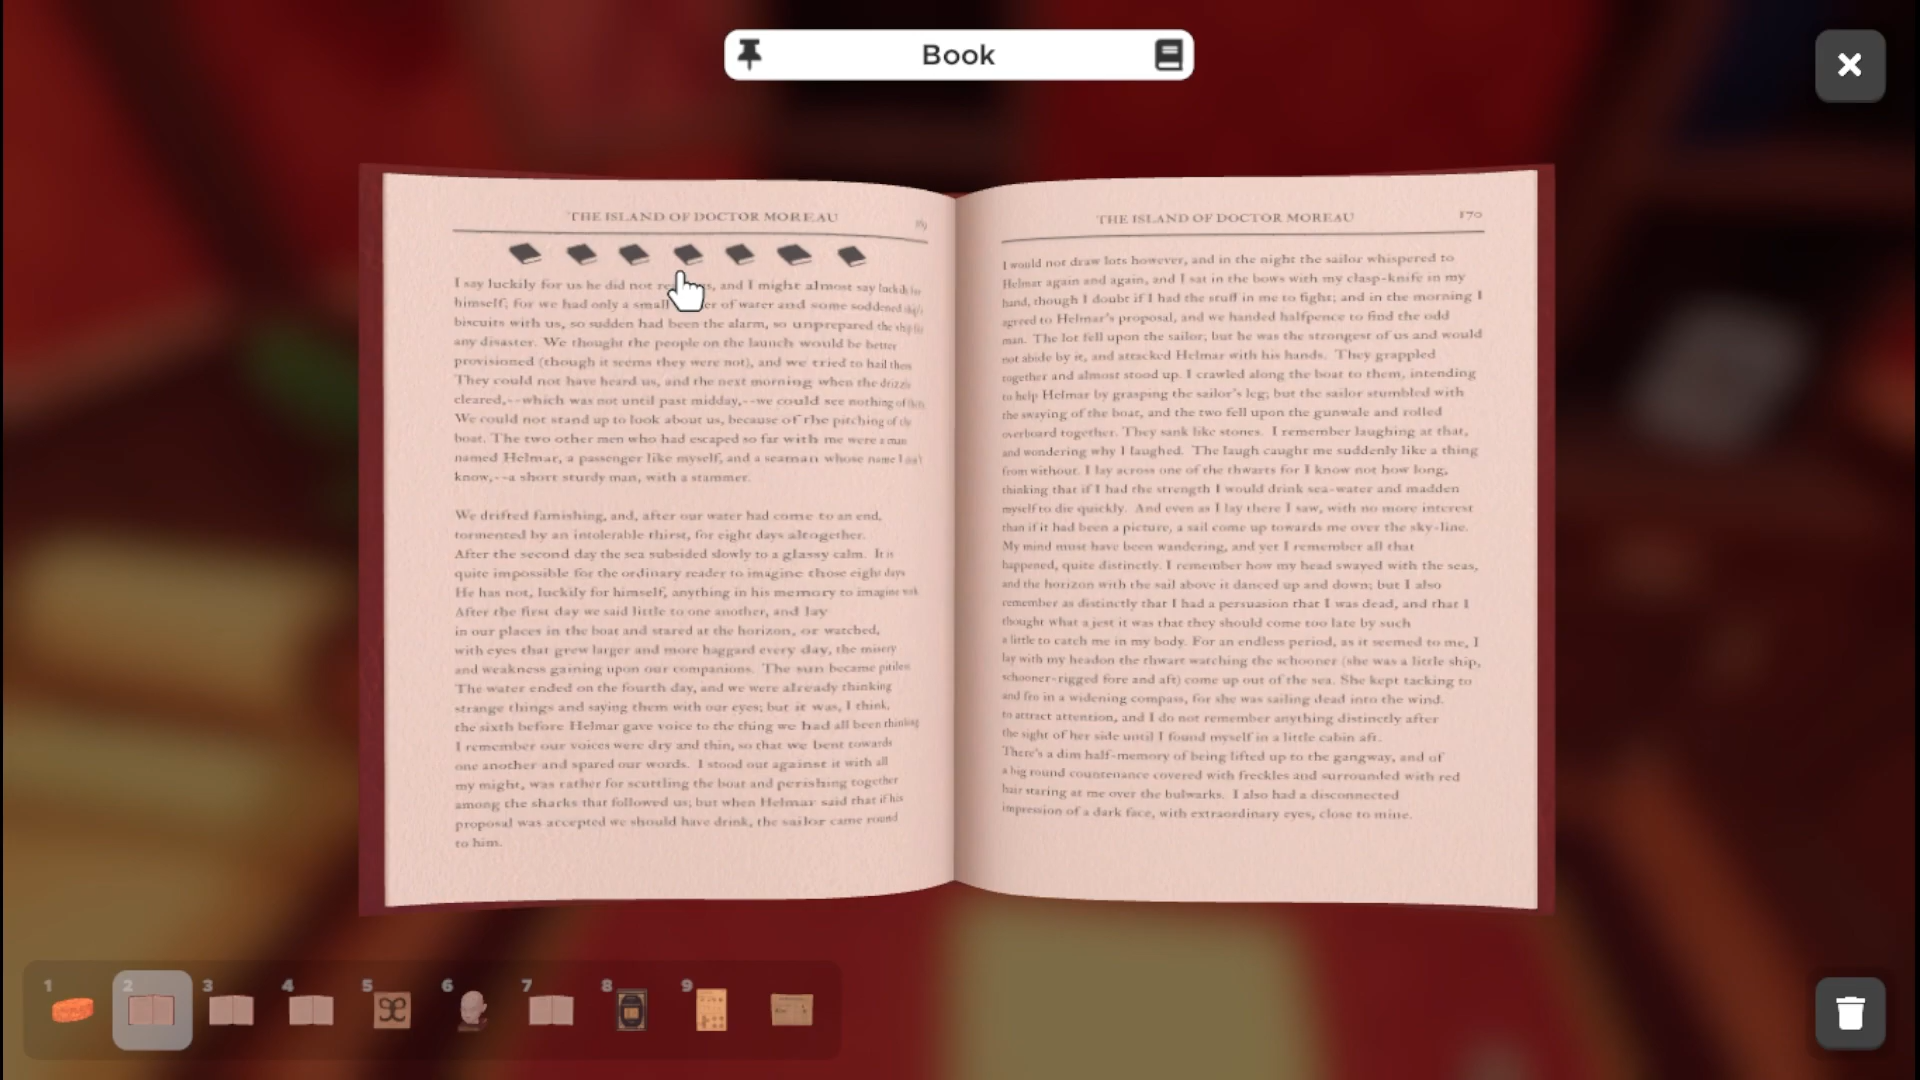 Book
THE ISLAND OF DOCTOR MOREAU
I say luckily for us he did not and I might almost say luckily
himself; for we had only a small of water and some soddened
biscuits with us, so sudden had been the alarm, so unprepared the
any disaster. We thought the people on the launch would be better
provisioned (though it seems they were not), and we tried to hail
They could not have heard us, and the next morning when the drizzle
cleared,--which was not until past midday,--we could see nothing of
We could not stand up to look about us, because of the pitching of the
boat. The two other men who had escaped so far with me were a man
named Helmar, a passenger like myself, and a seaman whose name I
know,--a short sturdy man, with a stammer.
We drifted famishing, and, after our water had come to an end,
tormented by an intolerable thirst, for eight days altogether.
After the second day the sea subsided slowly to a glassy calm. It is
quite impossible for the ordinary reader to imagine those eight days
He has not, luckily for himself, anything in his memory to imagine with
After the first day we said little to one another, and lay
in our places in the boat and stared at the horizon, or watched,
with eyes that grew larger and more haggard every day, the misery
and weakness gaining upon our companions. The sun became pitiless
The water ended on the fourth day, and we were already thinking
strange things and saying them with our eyes; but it was, I think,
the sixth before Helmar gave voice to the thing we had all been thinking
I remember our voices were dry and thin, so that we bent towards
one another and spared our words. I stood out against it with all
my might, was rather for scuttling the boat and perishing together
among the sharks that followed us; but when Helmar said that if his
proposal was accepted we should have drink, the sailor came round
to him.
THE ISLAND OF DOCTOR MOREAU 170
I would not draw lots however, and in the night the sailor whispered to
Helmar again and again, and I sat in the bows with my clasp-knife in my
hand, though I doubt if I had the stuff in me to fight; and in the morning I
agreed to Helmar's proposal, and we handed halfpence to find the odd
man. The lot fell upon the sailor; but he was the strongest of us and would
not abide by it, and attacked Helmar with his hands. They grappled
together and almost stood up. I crawled along the boat to them, intending
to help Helmar by grasping the sailor's leg; but the sailor stumbled with
the swaying of the boat, and the two fell upon the gunwale and rolled
overboard together. They sank like stones. I remember laughing at that,
and wondering why I laughed. The laugh caught me suddenly like a thing
from without. I lay across one of the thwarts for I know not how long,
thinking that if I had the strength I would drink sea-water and madden
myself to die quickly. And even as I lay there I saw, with no more interest
than if it had been a picture, a sail come up towards me over the sky-line.
My mind must have been wandering, and yet I remember all that
happened, quite distinctly. I remember how my head swayed with the seas,
and the horizon with the sail above it danced up and down; but I also
remember as distinctly that I had a persuasion that I was dead, and that I
thought what a jest it was that they should come too late by such
a little to catch me in my body. For an endless period, as it seemed to me, I
lay with my headon the thwart watching the schooner (she was a little ship,
schooner-rigged fore and aft) come up out of the sea. She kept tacking to
and fro in a widening compass, for she was sailing dead into the wind.
to attract attention, and I do not remember anything distinctly after
the sight of her side until I found myself in a little cabin aft.
There's a dim half-memory of being lifted up to the gangway, and of
a big round countenance covered with freckles and surrounded with red
hair staring at me over the bulwarks. I also had a disconnected
impression of a dark face, with extraordinary eyes, close to mine.
1 2 3 4 5 6 7 8 9